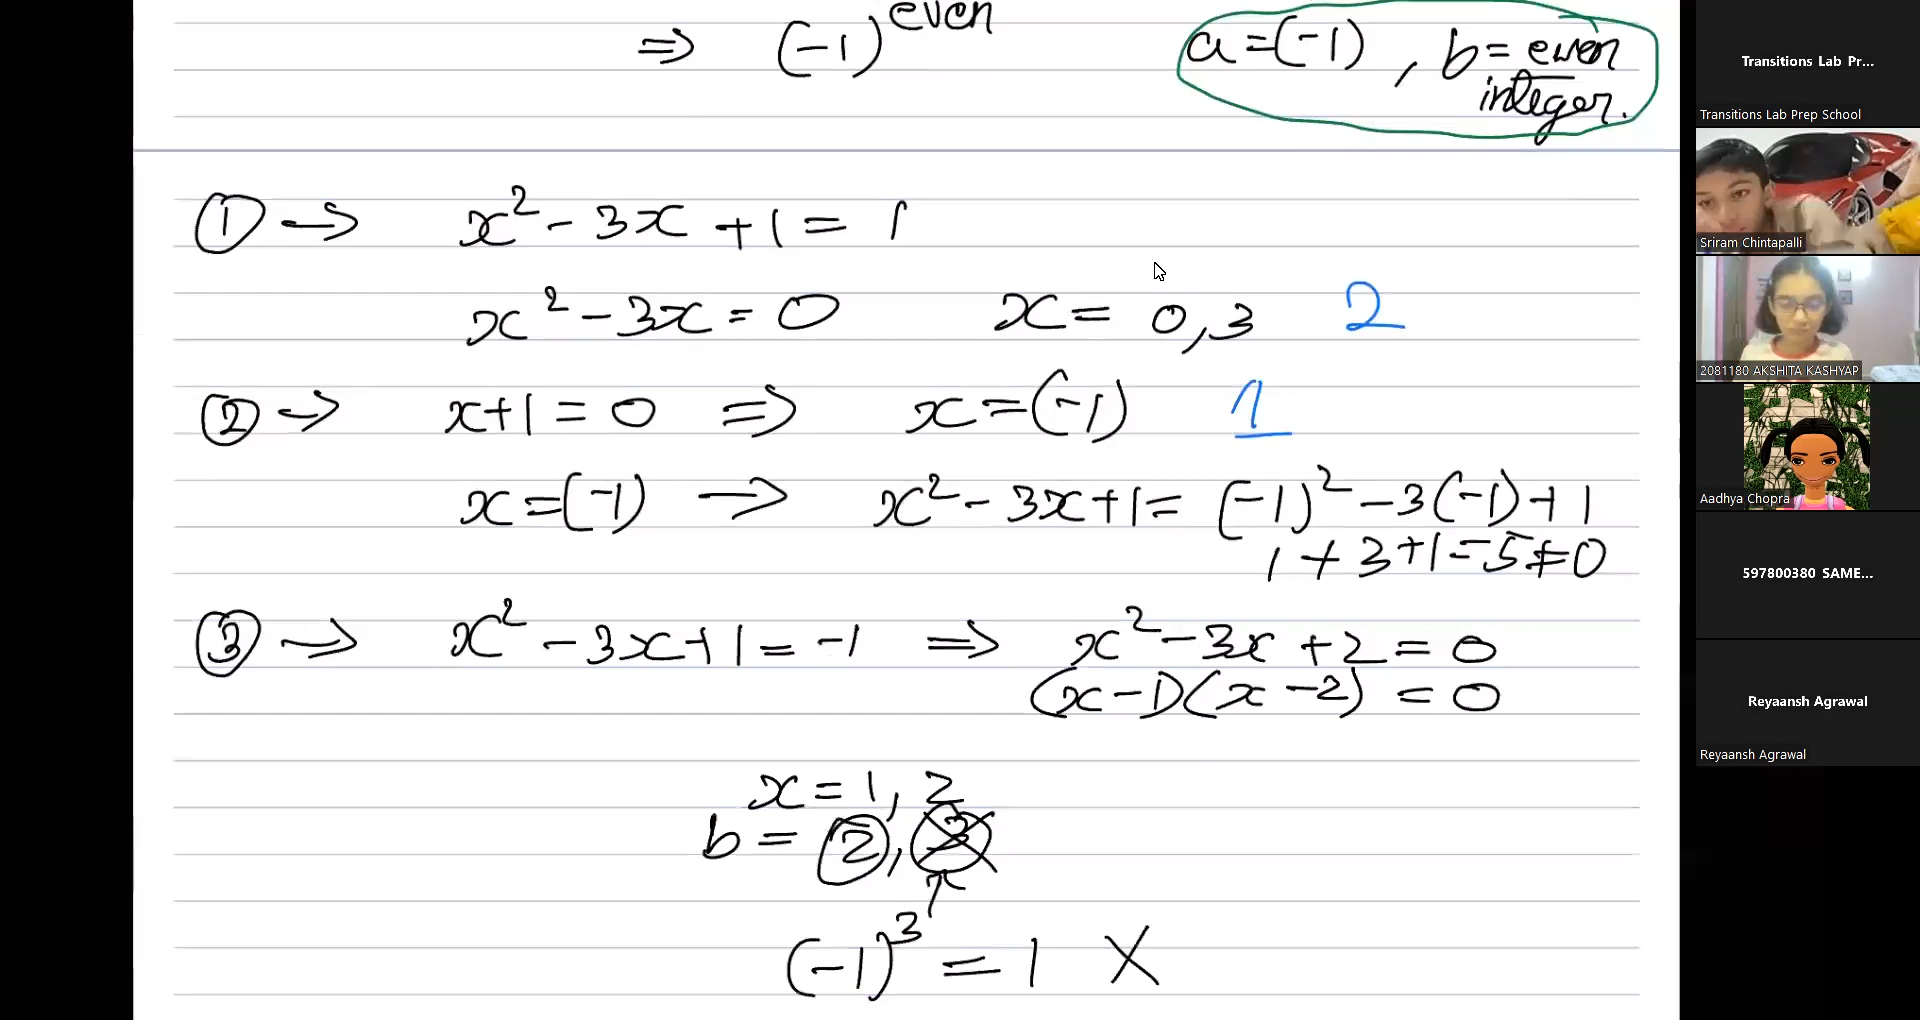 ⇒ (-1)^even
a=(-1), b= even
integer.
① → x² - 3x + 1 = 1
x² - 3x = 0 x = 0, 3 2
② → x+1 = 0 ⇒ x = (-1) 1
x = (-1) → x² - 3x + 1 = (-1)² - 3(-1) + 1
1 + 3 + 1 = 5 ≠ 0
③ → x² - 3x + 1 = -1 ⇒ x² - 3x + 2 = 0
(x-1)(x-2) = 0
x = 1, 2
b = 2, 3
(-1)³ = 1 X
Transitions Lab Pr...
Transitions Lab Prep School
Sriram Chintapalli
2081180 AKSHITA KASHYAP
Aadhya Chopra
597800380 SAME...
Reyaansh Agrawal
Reyaansh Agrawal